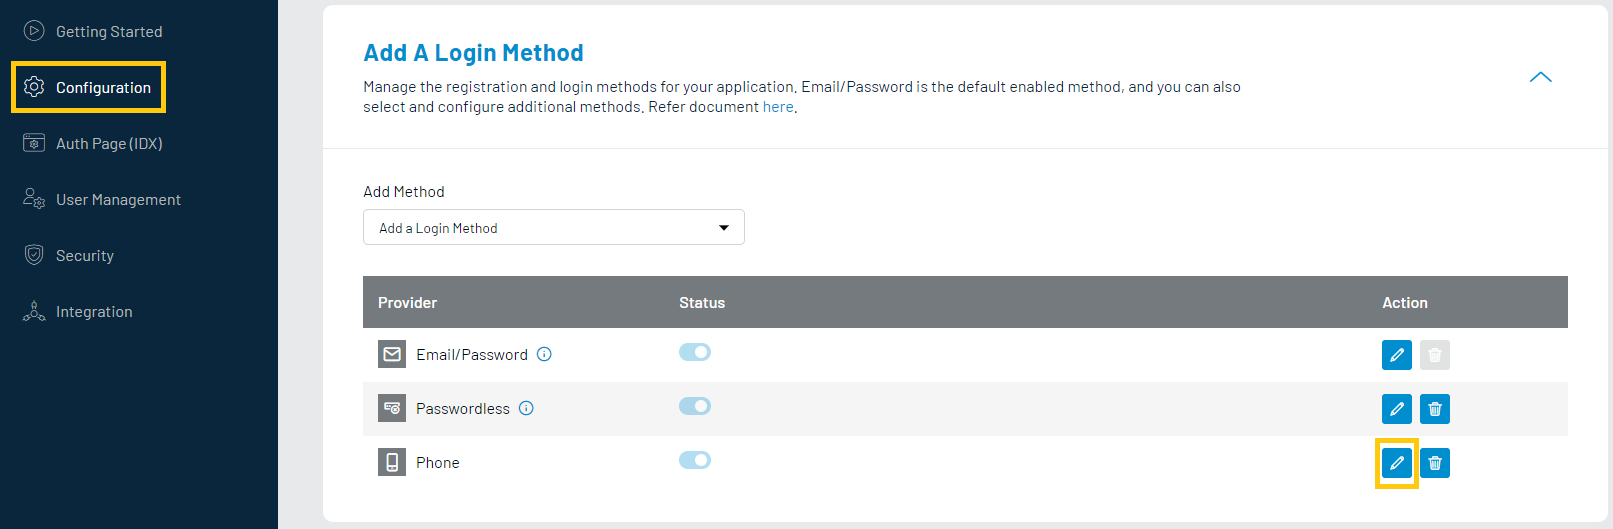 Getting Started
Configuration
Auth Page (IDX)
User Management
Security
Integration
Add A Login Method
Manage the registration and login methods for your application. Email/Password is the default enabled method, and you can also
select and configure additional methods. Refer document here.
Add Method
Add a Login Method
Provider Status Action
Email/Password
Passwordless
Phone